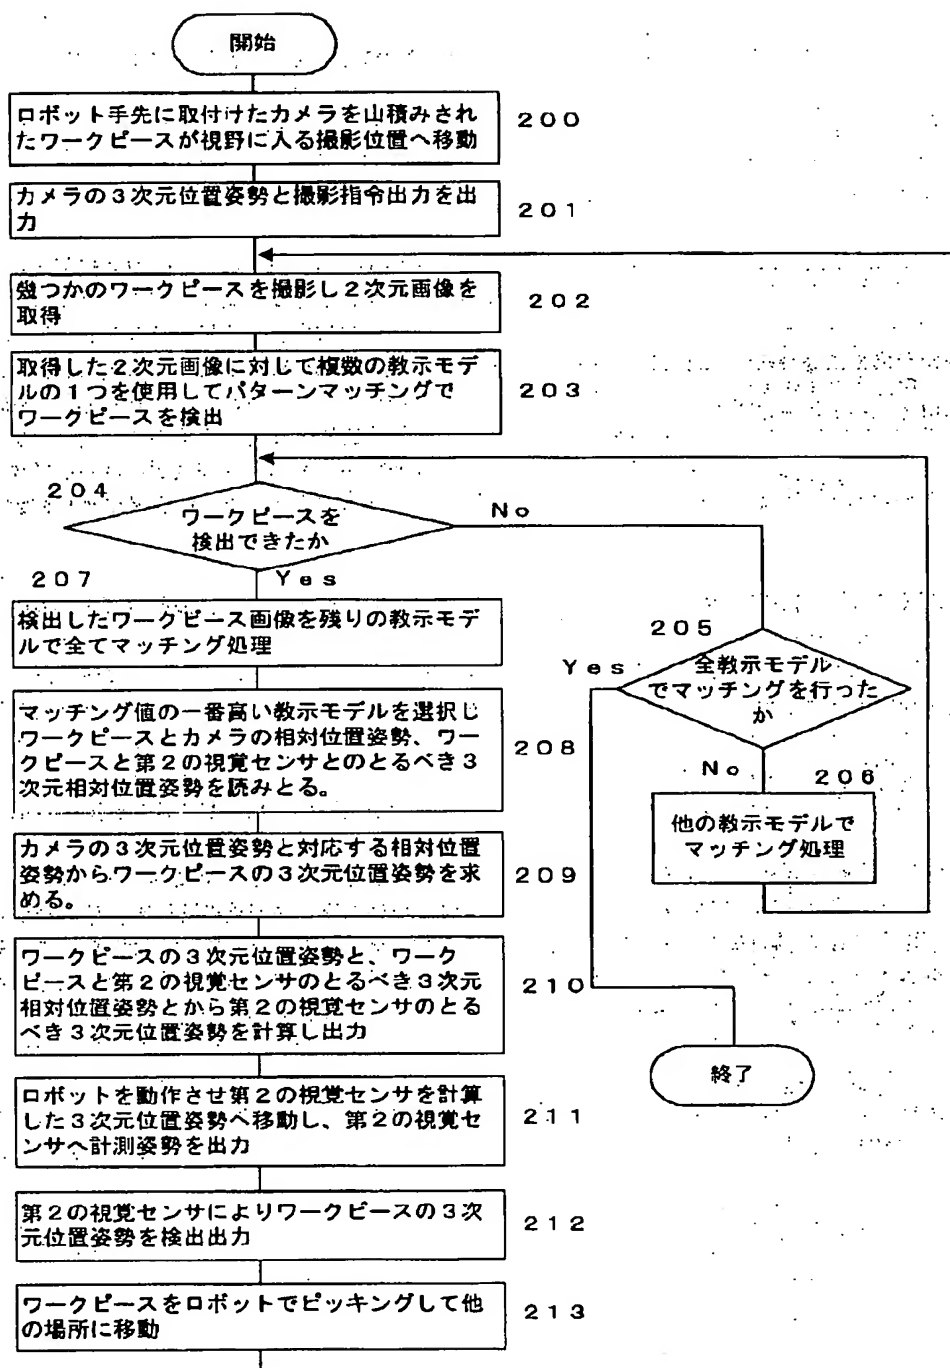 開始
ロボット手先に取付けたカメラを山積みされ
たワークピースが視野に入る撮影位置へ移動
200
カメラの3次元位置姿勢と撮影指令出力を出
力
201
幾つかのワークピースを撮影し2次元画像を
取得
202
取得した2次元画像に対して複数の教示モデ
ルの1つを使用してパターンマッチングで
ワークピースを検出
203
204
ワークピースを
検出できたか
No
Yes
207
検出したワークピース画像を残りの教示モデ
ルで全てマッチング処理
205
全教示モデル
でマッチングを行った
か
Yes
No
206
他の教示モデルで
マッチング処理
マッチング値の一番高い教示モデルを選択し
ワークピースとカメラの相対位置姿勢、ワー
クピースと第2の視覚センサとのとるべき3
次元相対位置姿勢を読みとる。
208
カメラの3次元位置姿勢と対応する相対位置
姿勢からワークピースの3次元位置姿勢を求
める。
209
ワークピースの3次元位置姿勢と、ワーク
ピースと第2の視覚センサのとるべき3次元
相対位置姿勢とから第2の視覚センサのとる
べき3次元位置姿勢を計算し出力
210
終了
ロボットを動作させ第2の視覚センサを計算
した3次元位置姿勢へ移動し、第2の視覚セ
ンサへ計測姿勢を出力
211
第2の視覚センサによりワークピースの3次
元位置姿勢を検出出力
212
ワークピースをロボットでピッキングして他
の場所に移動
213